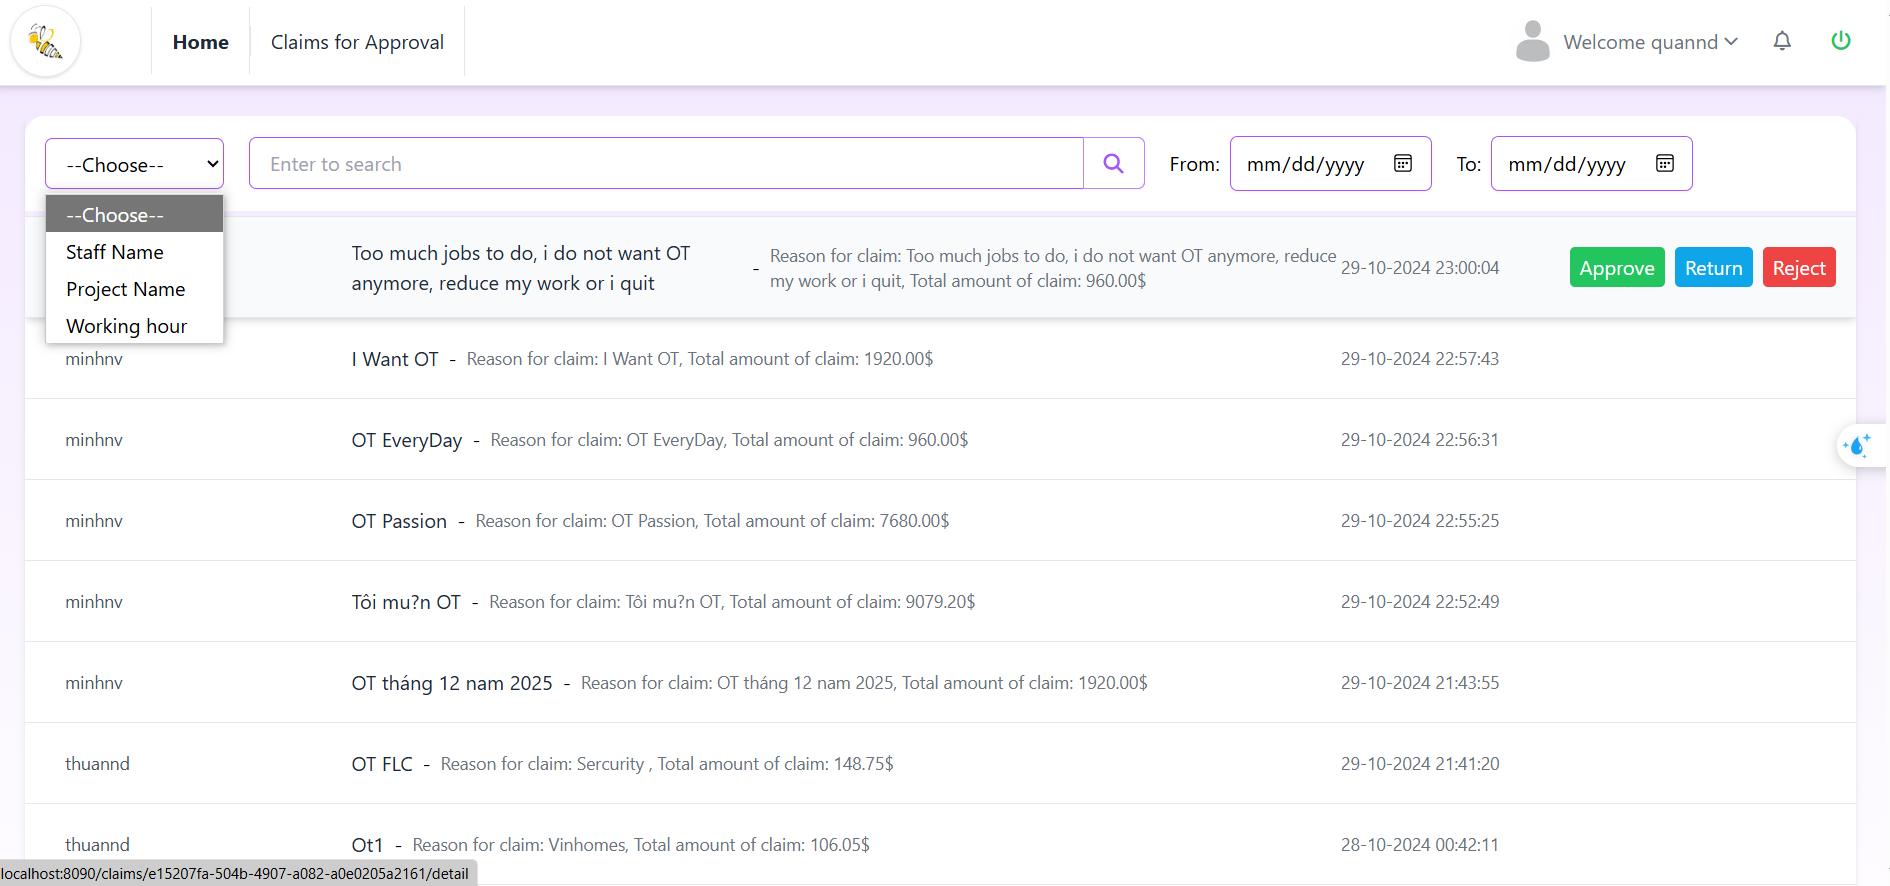 Home
Claims for Approval
Welcome quannd
--Choose--
Enter to search
From:
mm/dd/yyyy
To:
mm/dd/yyyy
--Choose--
Staff Name
Project Name
Working hour
Too much jobs to do, i do not want OT
anymore, reduce my work or i quit
-
Reason for claim: Too much jobs to do, i do not want OT anymore, reduce
my work or i quit, Total amount of claim: 960.00$
29-10-2024 23:00:04
Approve
Return
Reject
minhnv
I Want OT - Reason for claim: I Want OT, Total amount of claim: 1920.00$
29-10-2024 22:57:43
minhnv
OT EveryDay - Reason for claim: OT EveryDay, Total amount of claim: 960.00$
29-10-2024 22:56:31
minhnv
OT Passion - Reason for claim: OT Passion, Total amount of claim: 7680.00$
29-10-2024 22:55:25
minhnv
Tôi mu?n OT - Reason for claim: Tôi mu?n OT, Total amount of claim: 9079.20$
29-10-2024 22:52:49
minhnv
OT tháng 12 nam 2025 - Reason for claim: OT tháng 12 nam 2025, Total amount of claim: 1920.00$
29-10-2024 21:43:55
thuannd
OT FLC - Reason for claim: Sercurity , Total amount of claim: 148.75$
29-10-2024 21:41:20
thuannd
Ot1 - Reason for claim: Vinhomes, Total amount of claim: 106.05$
28-10-2024 00:42:11
localhost:8090/claims/e15207fa-504b-4907-a082-a0e0205a2161/detail